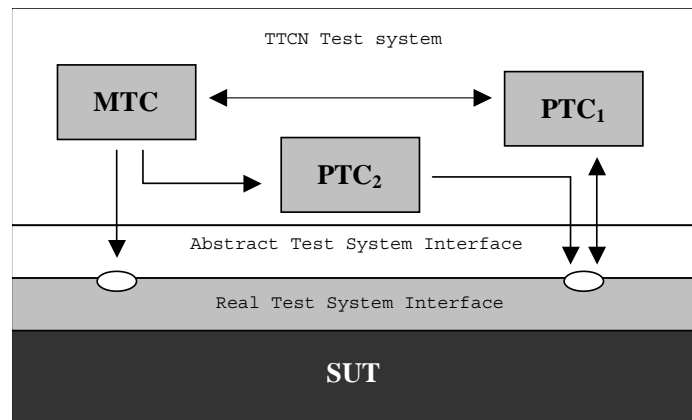 TTCN Test system
MTC
PTC₁
PTC₂
Abstract Test System Interface
Real Test System Interface
SUT